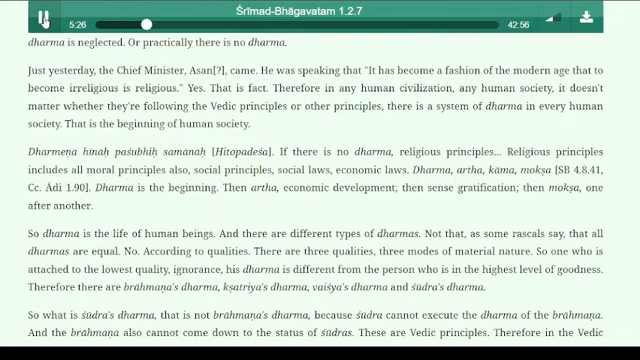 Śrīmad-Bhāgavatam 1.2.7
5:26
42:56
dharma is neglected. Or practically there is no dharma.
Just yesterday, the Chief Minister, Asan[?], came. He was speaking that "It has become a fashion of the modern age that to
become irreligious is religious." Yes. That is fact. Therefore in any human civilization, any human society, it doesn't
matter whether they're following the Vedic principles or other principles, there is a system of dharma in every human
society. That is the beginning of human society.
Dharmeṇa hīnāḥ paśubhiḥ samānāḥ [Hitopadeśa]. If there is no dharma, religious principles... Religious principles
includes all moral principles also, social principles, social laws, economic laws. Dharma, artha, kāma, mokṣa [SB 4.8.41,
Cc. Ādi 1.90]. Dharma is the beginning. Then artha, economic development; then sense gratification; then mokṣa, one
after another.
So dharma is the life of human beings. And there are different types of dharmas. Not that, as some rascals say, that all
dharmas are equal. No. According to qualities. There are three qualities, three modes of material nature. So one who is
attached to the lowest quality, ignorance, his dharma is different from the person who is in the highest level of goodness.
Therefore there are brāhmaṇa's dharma, kṣatriya's dharma, vaiśya's dharma and śūdra's dharma.
So what is śūdra's dharma, that is not brāhmaṇa's dharma, because śūdra cannot execute the dharma of the brāhmaṇa.
And the brāhmaṇa also cannot come down to the status of śūdras. These are Vedic principles. Therefore in the Vedic